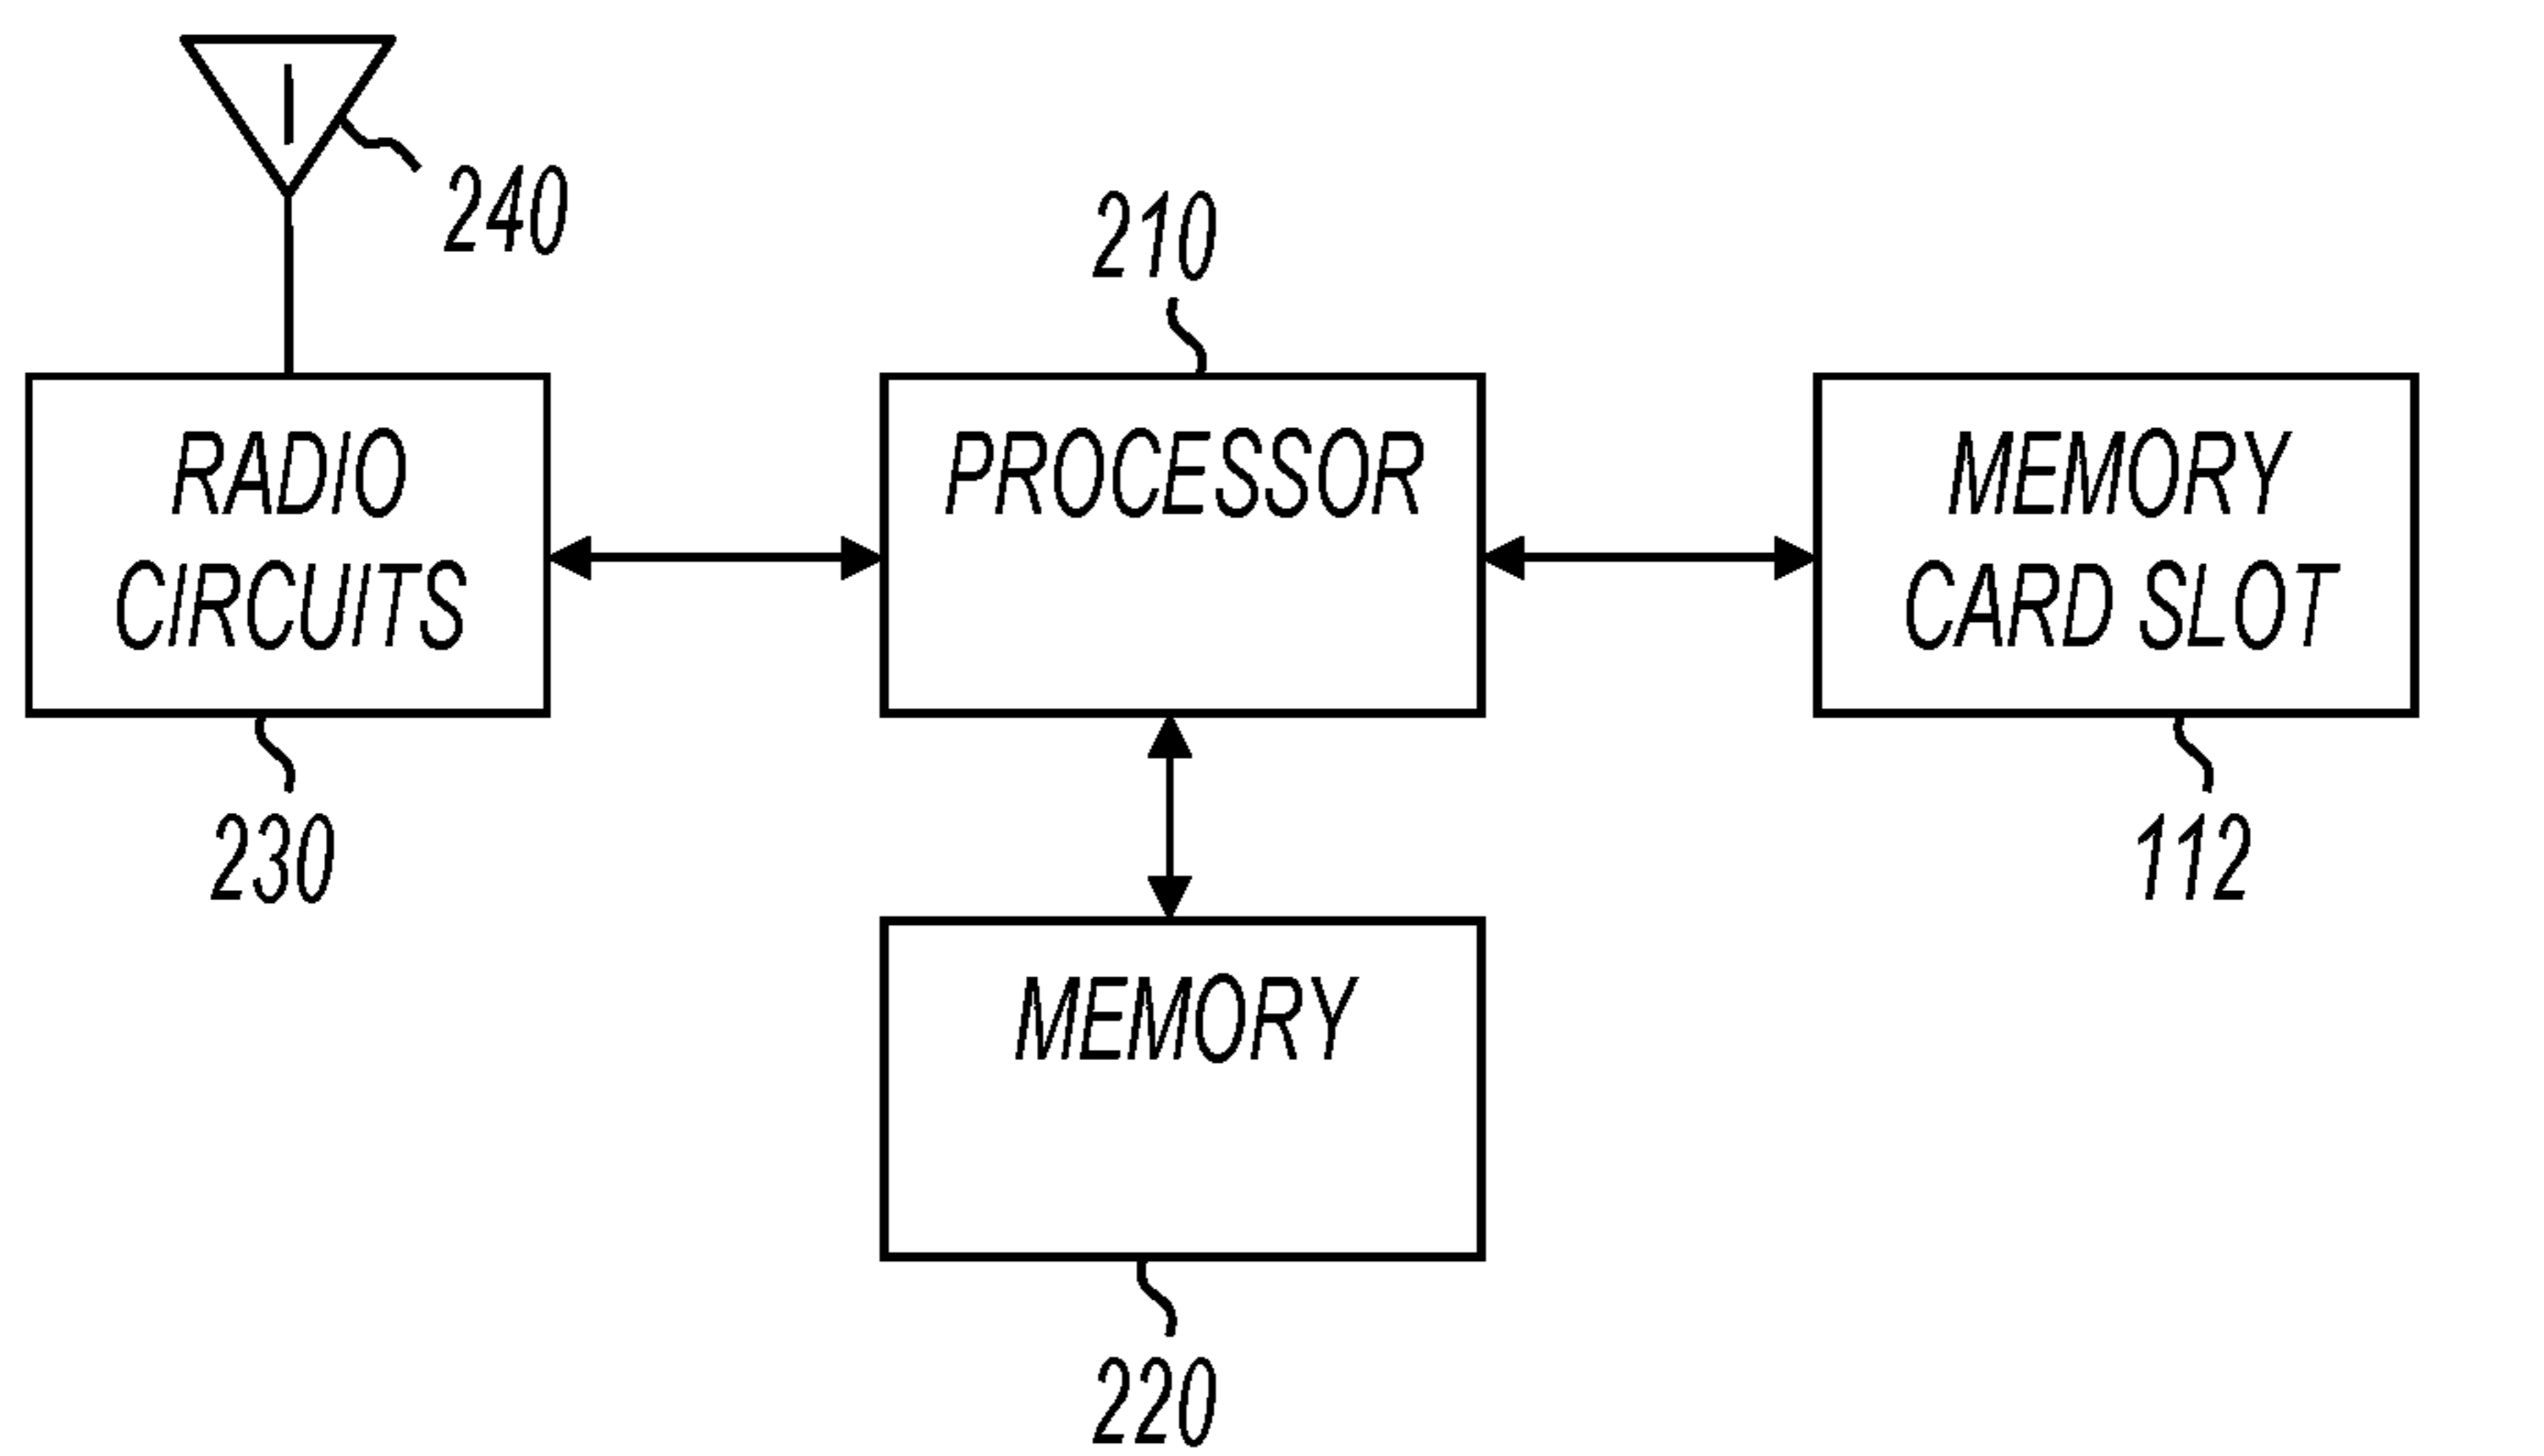 240
210
RADIO
CIRCUITS
PROCESSOR
MEMORY
CARD SLOT
230
112
MEMORY
220